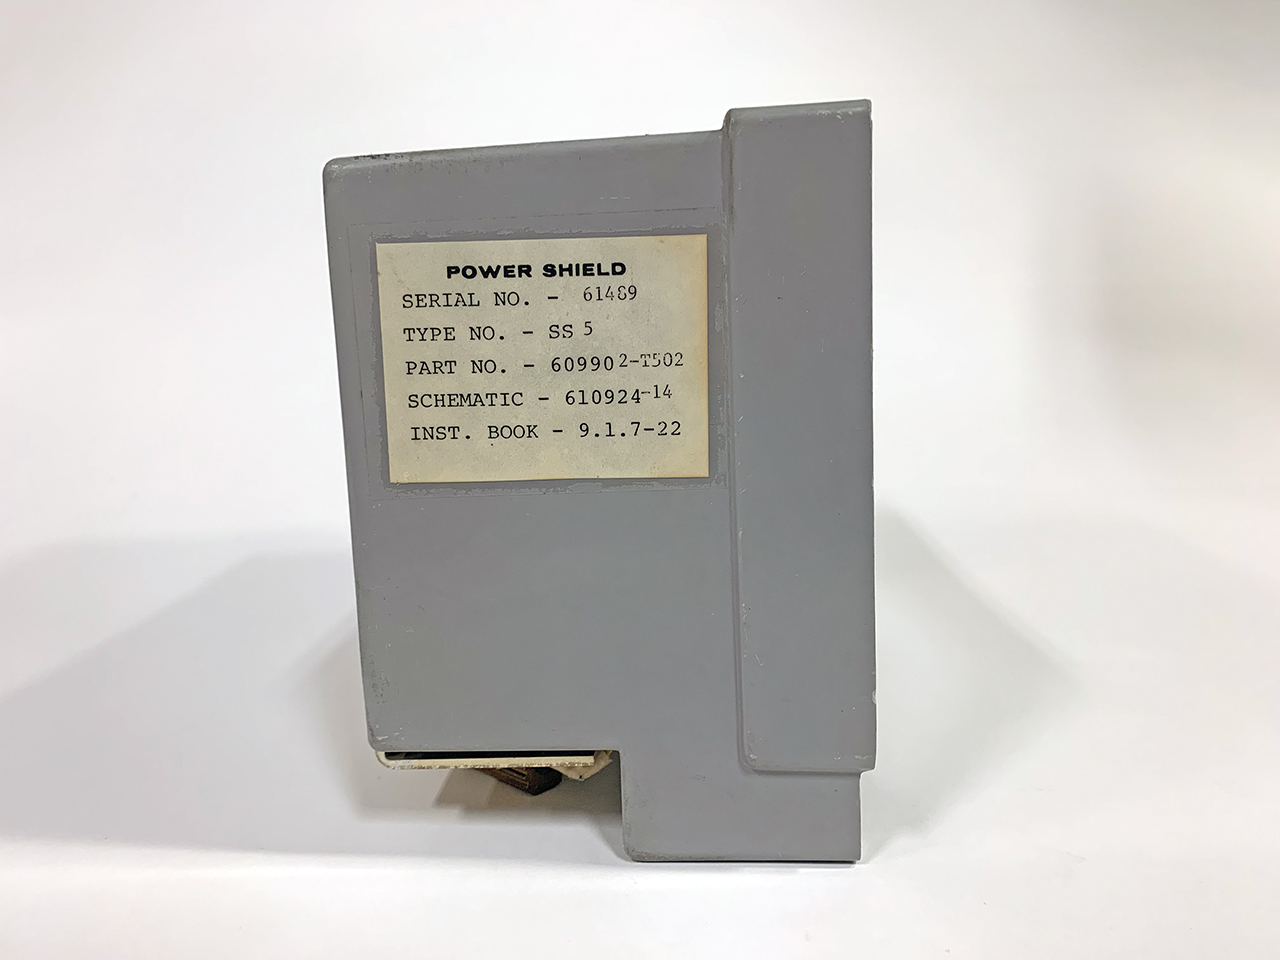 POWER SHIELD
SERIAL NO. - 61489
TYPE NO. - SS 5
PART NO. - 609902-T502
SCHEMATIC - 610924-14
INST. BOOK - 9.1.7-22